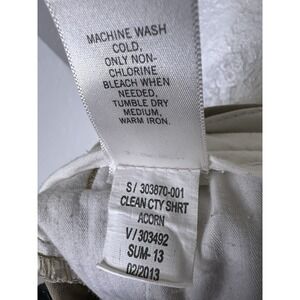 MACHINE WASH
COLD,
ONLY NON-
CHLORINE
BLEACH WHEN
NEEDED,
TUMBLE DRY
MEDIUM,
WARM IRON.
S/ 303870-001
CLEAN CTY SHRT
ACORN
V/303492
SUM- 13
02/2013